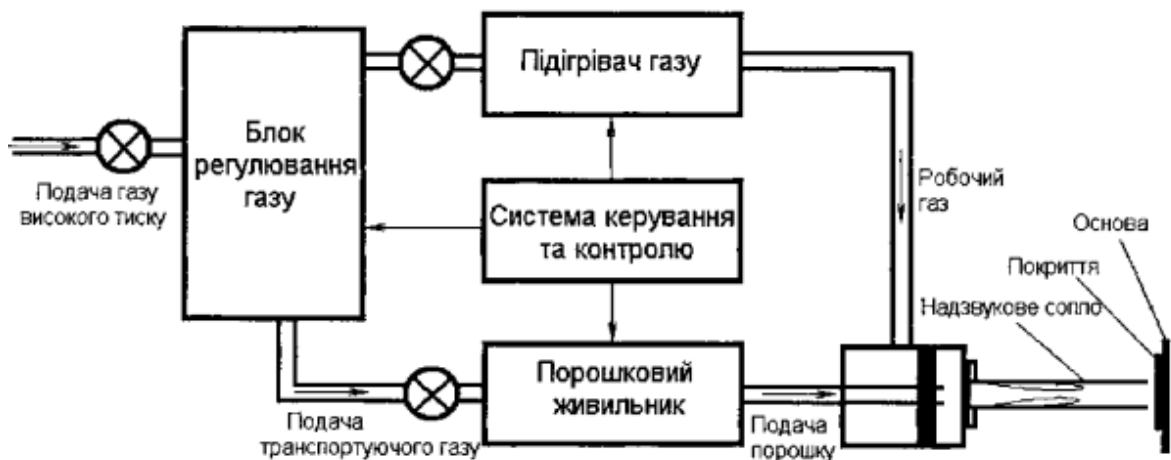 Підігрівач газу
Блок
регулювання
газу
Подача газу
високого тиску
Робочий
газ
Система керування
та контролю
Основа
Покриття
Надзвукове сопло
Порошковий
живильник
Подача
транспортуючого газу
Подача
порошку